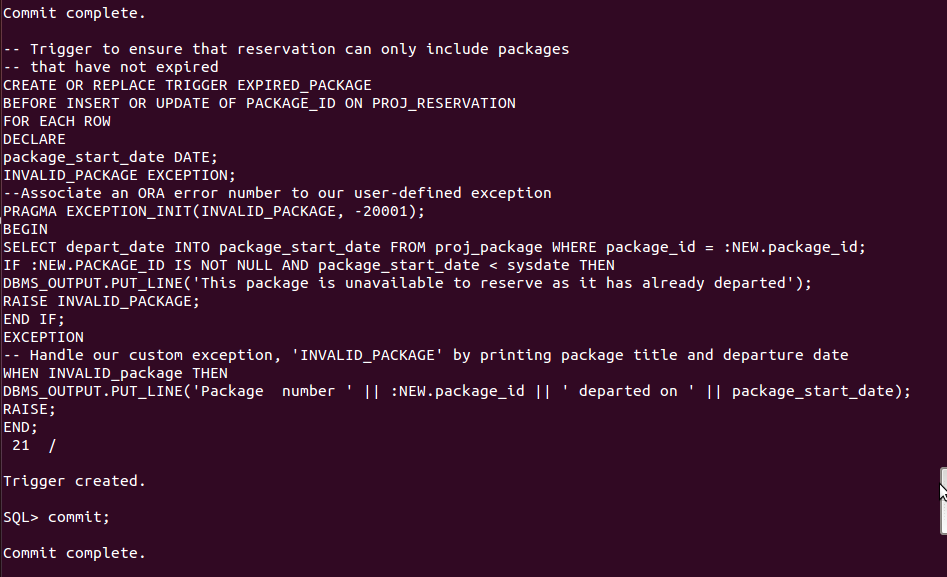 Commit complete.
-- Trigger to ensure that reservation can only include packages
-- that have not expired
CREATE OR REPLACE TRIGGER EXPIRED_PACKAGE
BEFORE INSERT OR UPDATE OF PACKAGE_ID ON PROJ_RESERVATION
FOR EACH ROW
DECLARE
package_start_date DATE;
INVALID_PACKAGE EXCEPTION;
--Associate an ORA error number to our user-defined exception
PRAGMA EXCEPTION_INIT(INVALID_PACKAGE, -20001);
BEGIN
SELECT depart_date INTO package_start_date FROM proj_package WHERE package_id = :NEW.package_id;
IF :NEW.PACKAGE_ID IS NOT NULL AND package_start_date < sysdate THEN
DBMS_OUTPUT.PUT_LINE('This package is unavailable to reserve as it has already departed');
RAISE INVALID_PACKAGE;
END IF;
EXCEPTION
-- Handle our custom exception, 'INVALID_PACKAGE' by printing package title and departure date
WHEN INVALID_package THEN
DBMS_OUTPUT.PUT_LINE('Package  number ' || :NEW.package_id || ' departed on ' || package_start_date);
RAISE;
END;
 21  /
Trigger created.
SQL> commit;
Commit complete.